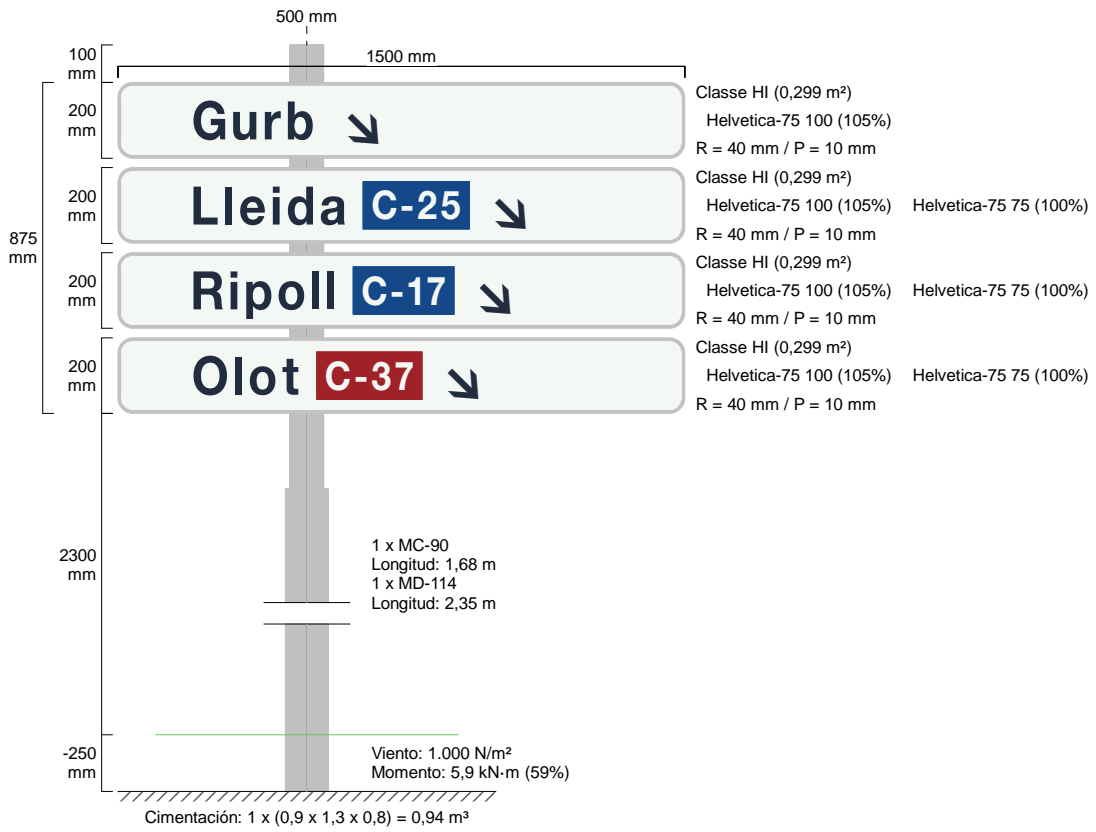 500 mm
100
mm
1500 mm
Gurb
200
mm
Classe HI (0,299 m²)
Helvetica-75 100 (105%)
R = 40 mm / P = 10 mm
Lleida C-25
200
mm
Classe HI (0,299 m²)
Helvetica-75 100 (105%) Helvetica-75 75 (100%)
R = 40 mm / P = 10 mm
875
mm
Ripoll C-17
200
mm
Classe HI (0,299 m²)
Helvetica-75 100 (105%) Helvetica-75 75 (100%)
R = 40 mm / P = 10 mm
Olot C-37
200
mm
Classe HI (0,299 m²)
Helvetica-75 100 (105%) Helvetica-75 75 (100%)
R = 40 mm / P = 10 mm
2300
mm
1 x MC-90
Longitud: 1,68 m
1 x MD-114
Longitud: 2,35 m
-250
mm
Viento: 1.000 N/m²
Momento: 5,9 kN·m (59%)
Cimentación: 1 x (0,9 x 1,3 x 0,8) = 0,94 m³